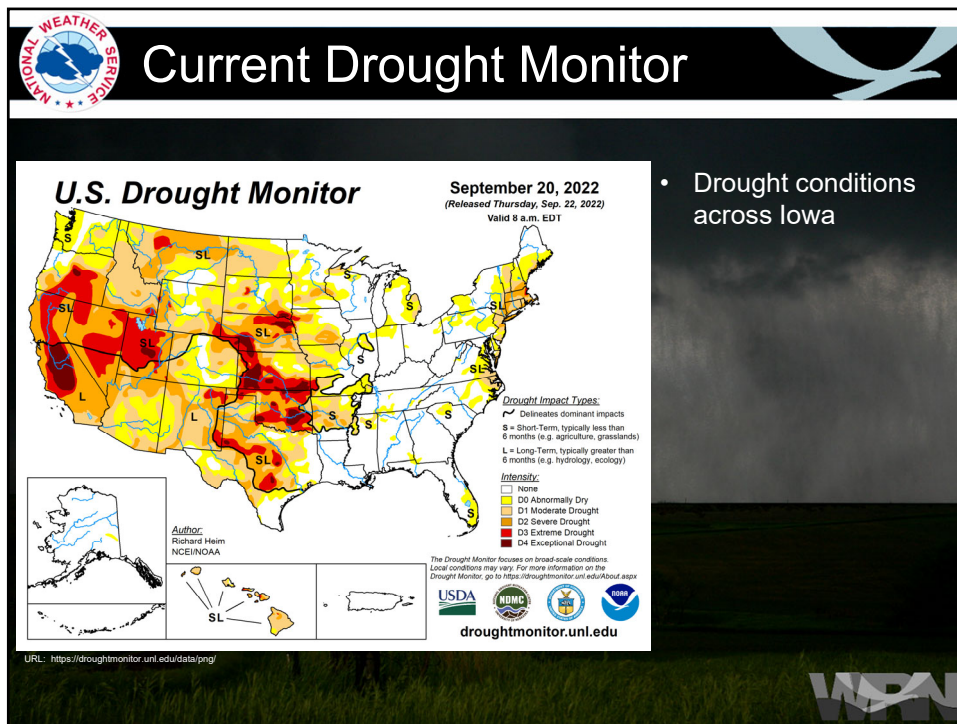 NATIONAL WEATHER SERVICE
Current Drought Monitor
U.S. Drought Monitor
September 20, 2022
(Released Thursday, Sep. 22, 2022)
Valid 8 a.m. EDT
• Drought conditions
across Iowa
S
SL
S
SL
SL
S
SL
SL
S
SL
L
L
S
S
S
SL
S
Drought Impact Types:
Delineates dominant impacts
S = Short-Term, typically less than
6 months (e.g. agriculture, grasslands)
L = Long-Term, typically greater than
6 months (e.g. hydrology, ecology)
Intensity:
None
D0 Abnormally Dry
D1 Moderate Drought
D2 Severe Drought
D3 Extreme Drought
D4 Exceptional Drought
Author:
Richard Heim
NCEI/NOAA
SL
The Drought Monitor focuses on broad-scale conditions.
Local conditions may vary. For more information on the
Drought Monitor, go to https://droughtmonitor.unl.edu/About.aspx
USDA
NDMC
NOAA
droughtmonitor.unl.edu
URL: https://droughtmonitor.unl.edu/data/png/
WRN